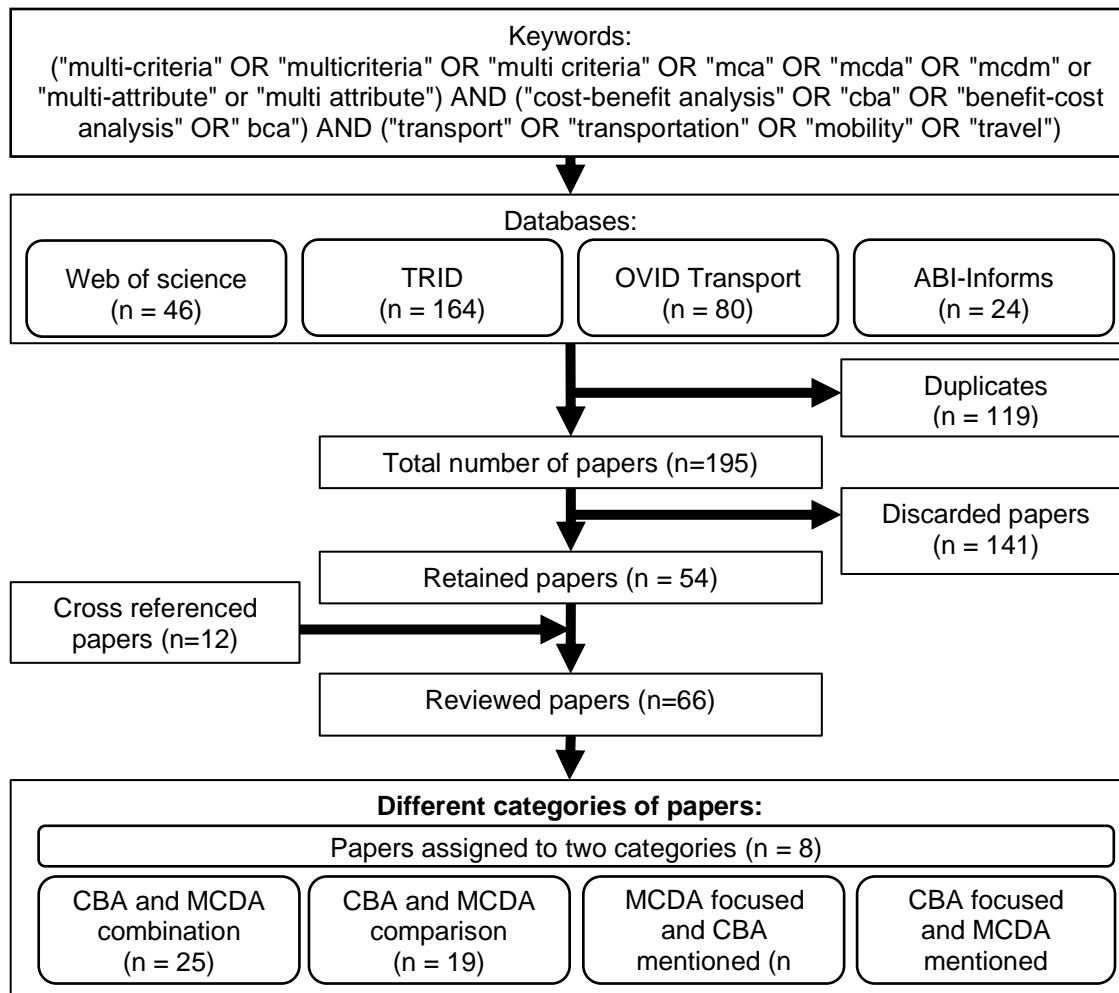 Keywords:
("multi-criteria" OR "multicriteria" OR "multi criteria" OR "mca" OR "mcda" OR "mcdm" or
"multi-attribute" or "multi attribute") AND ("cost-benefit analysis" OR "cba" OR "benefit-cost
analysis" OR" bca") AND ("transport" OR "transportation" OR "mobility" OR "travel")
Databases:
Web of science
(n = 46)
TRID
(n = 164)
OVID Transport
(n = 80)
ABI-Informs
(n = 24)
Duplicates
(n = 119)
Total number of papers (n=195)
Discarded papers
(n = 141)
Retained papers (n = 54)
Cross referenced
papers (n=12)
Reviewed papers (n=66)
Different categories of papers:
Papers assigned to two categories (n = 8)
CBA and MCDA
combination
(n = 25)
CBA and MCDA
comparison
(n = 19)
MCDA focused
and CBA
mentioned (n
CBA focused
and MCDA
mentioned